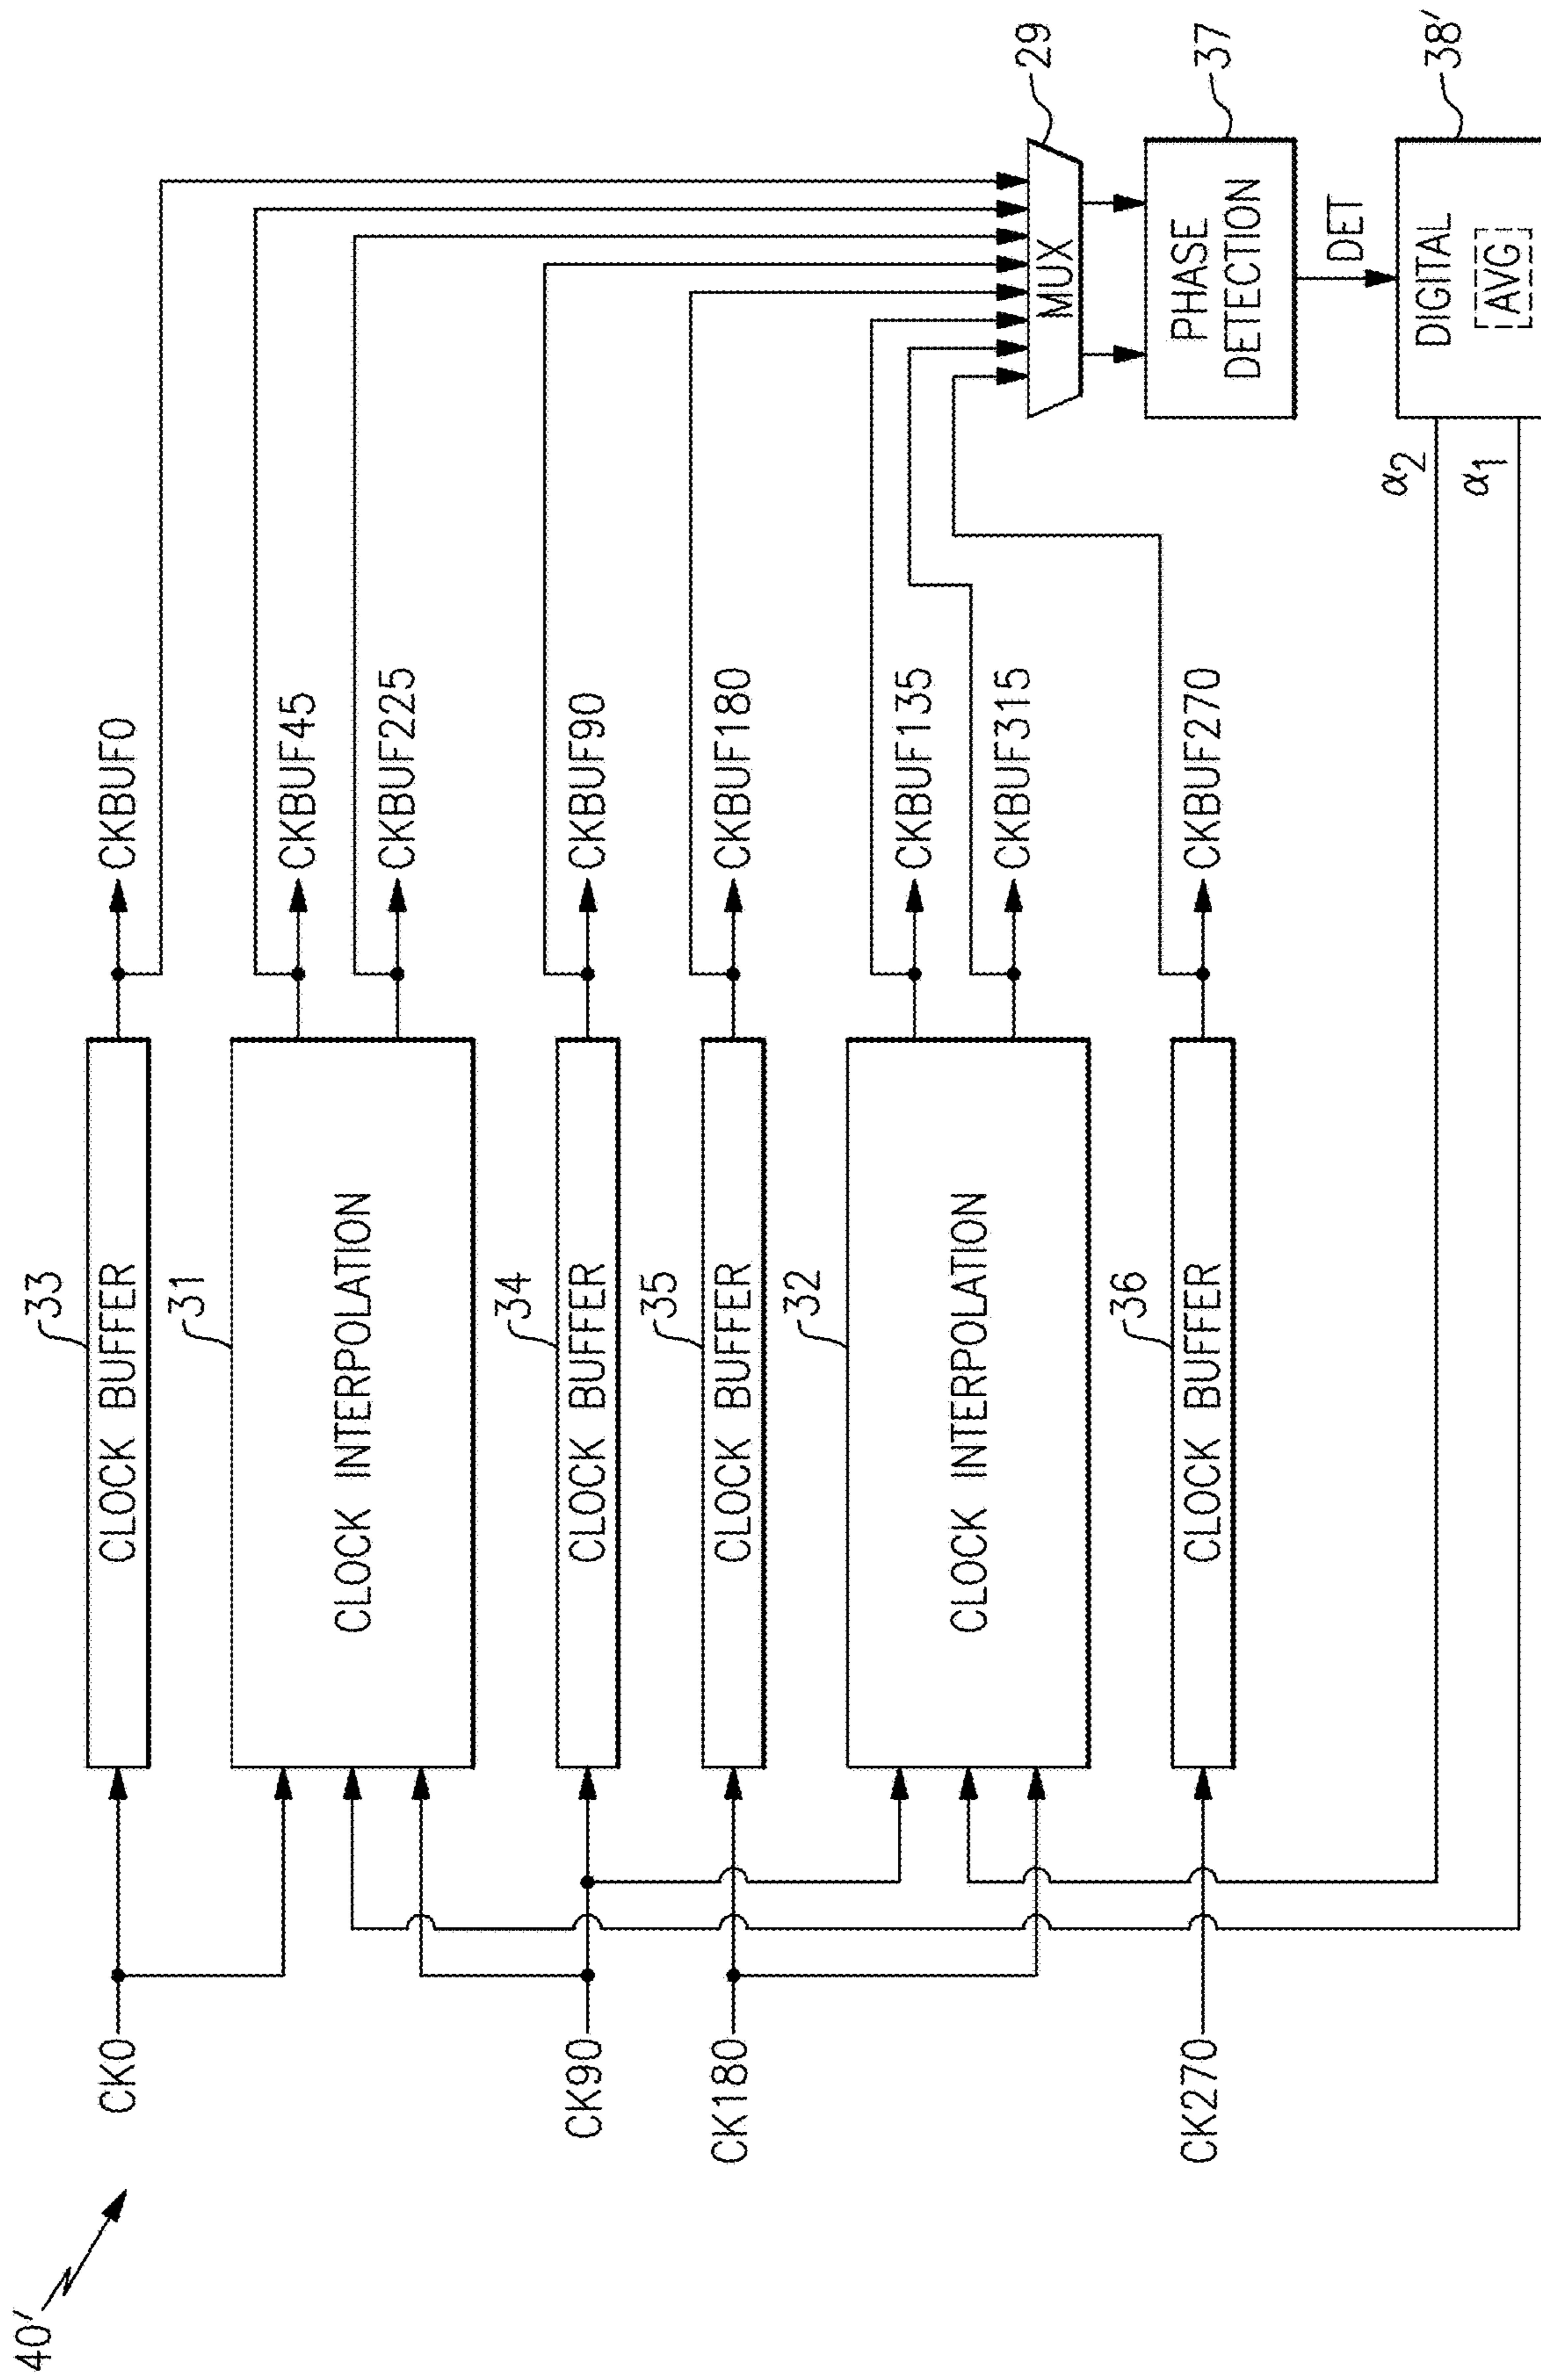 40′
CK0
CK90
CK180
CK270
33
CLOCK BUFFER
31
CLOCK INTERPOLATION
34
CLOCK BUFFER
35
CLOCK BUFFER
32
CLOCK INTERPOLATION
36
CLOCK BUFFER
CKBUF0
CKBUF45
CKBUF225
CKBUF90
CKBUF180
CKBUF135
CKBUF315
CKBUF270
29
MUX
37
PHASE
DETECTION
DET
38′
DIGITAL
AVG
α2
α1